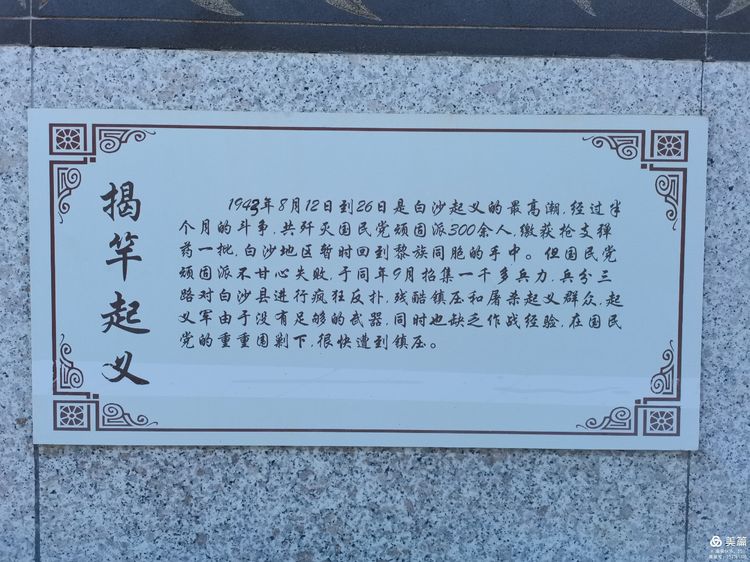 揭竿起义
1943年8月12日到26日是白沙起义的最高潮,经过半
个月的斗争,共歼灭国民党顽固派300余人,缴获枪支弹
药一批,白沙地区暂时回到黎族同胞的手中。但国民党
顽固派不甘心失败,于同年9月招集一千多兵力,兵分三
路对白沙县进行疯狂反扑,残酷镇压和屠杀起义群众,起
义军由于没有足够的武器,同时也缺乏作战经验,在国民
党的重重围剿下,很快遭到镇压。
美篇